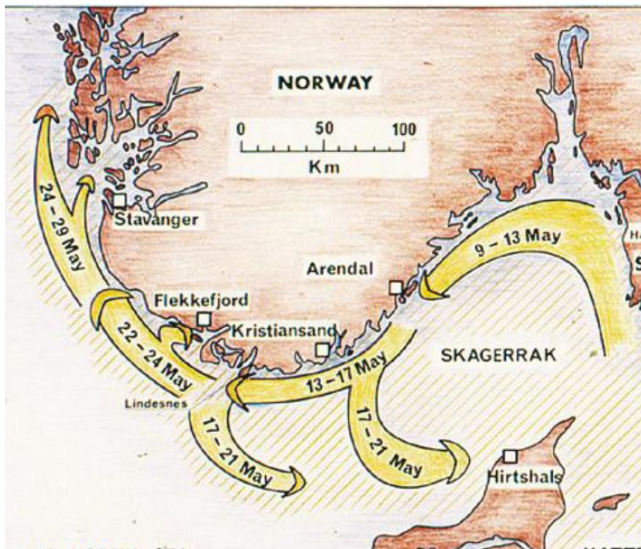 NORWAY
0 50 100
Km
24–29 May
Stavanger
9–13 May
Arendal
Flekkefjord
Kristiansand
22–24 May
SKAGERRAK
13–17 May
Lindesnes
17–21 May
17–21 May
Hirtshals